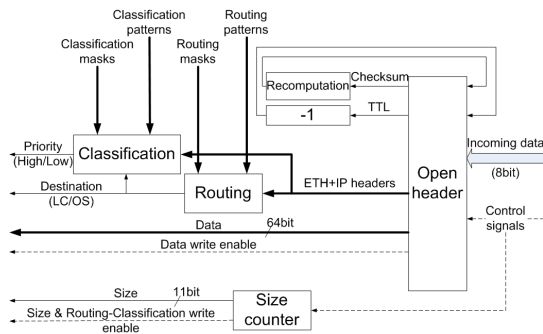 Classification patterns
Routing patterns
Classification masks
Routing masks
Checksum
Recomputation
TTL
-1
Incoming data
(8bit)
Priority
(High/Low)
Classification
Open header
ETH+IP headers
Destination
(LC/OS)
Routing
Control signals
Data
64bit
Data write enable
Size
11bit
Size counter
Size & Routing-Classification write enable